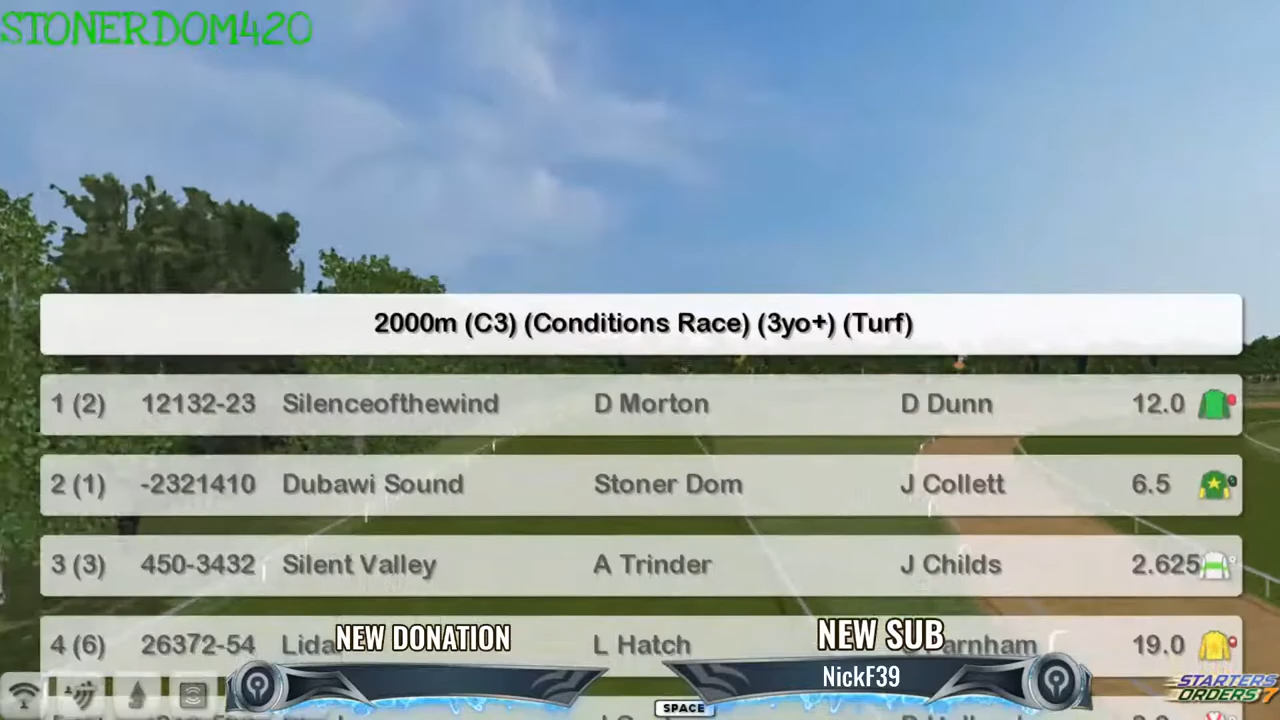 STONERDOM420
2000m (C3) (Conditions Race) (3yo+) (Turf)
1 (2) 12132-23 Silenceofthewind D Morton D Dunn 12.0
2 (1) -2321410 Dubawi Sound Stoner Dom J Collett 6.5
3 (3) 450-3432 Silent Valley A Trinder J Childs 2.625
4 (6) 26372-54 L Hatch 19.0
NEW DONATION
NEW SUB
NickF39
SPACE
STARTERS ORDERS 7